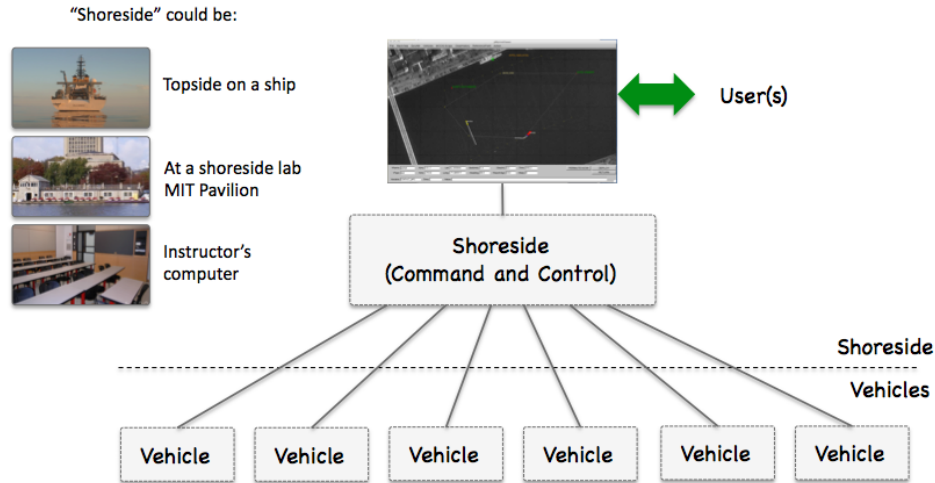 “Shoreside” could be:
Topside on a ship
At a shoreside lab
MIT Pavilion
Instructor’s
computer
User(s)
Shoreside
(Command and Control)
Shoreside
Vehicles
Vehicle
Vehicle
Vehicle
Vehicle
Vehicle
Vehicle